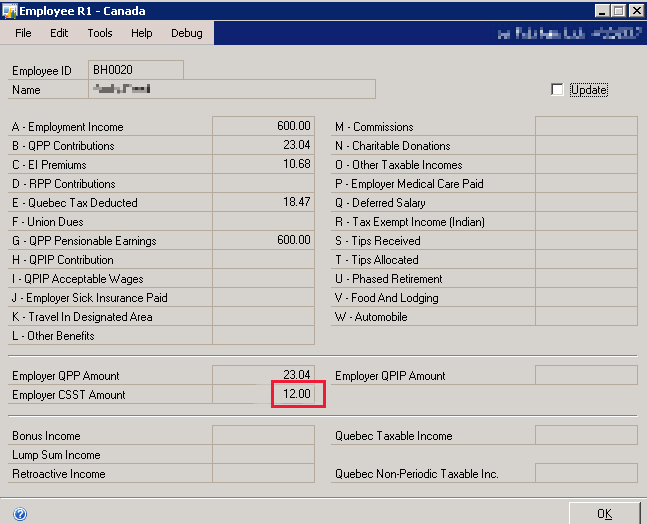 Employee R1 - Canada
File Edit Tools Help Debug
Employee ID BH0020
Name
Update
A - Employment Income 600.00
B - QPP Contributions 23.04
C - EI Premiums 10.68
D - RPP Contributions
E - Quebec Tax Deducted 18.47
F - Union Dues
G - QPP Pensionable Earnings 600.00
H - QPIP Contribution
I - QPIP Acceptable Wages
J - Employer Sick Insurance Paid
K - Travel In Designated Area
L - Other Benefits
M - Commissions
N - Charitable Donations
O - Other Taxable Incomes
P - Employer Medical Care Paid
Q - Deferred Salary
R - Tax Exempt Income (Indian)
S - Tips Received
T - Tips Allocated
U - Phased Retirement
V - Food And Lodging
W - Automobile
Employer QPP Amount 23.04 Employer QPIP Amount
Employer CSST Amount 12.00
Bonus Income Quebec Taxable Income
Lump Sum Income
Retroactive Income Quebec Non-Periodic Taxable Inc.
? OK